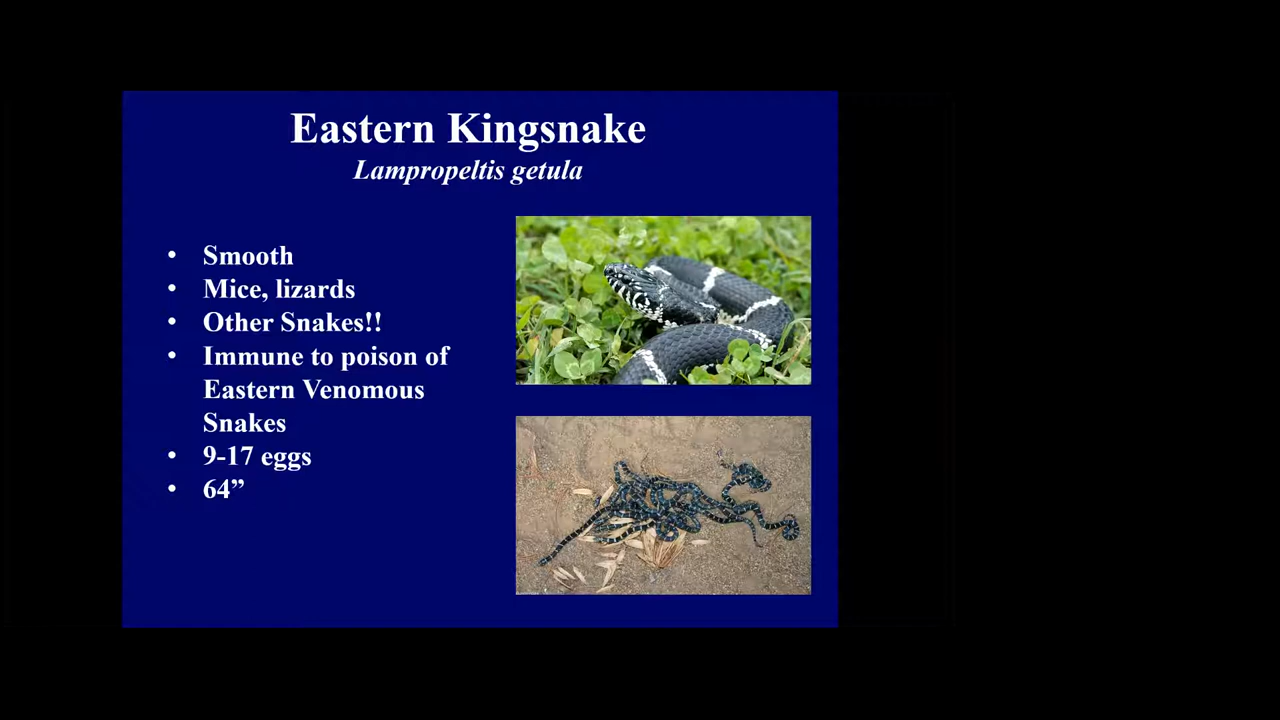 Eastern Kingsnake
Lampropeltis getula
• Smooth
• Mice, lizards
• Other Snakes!!
• Immune to poison of
Eastern Venomous
Snakes
• 9-17 eggs
• 64”